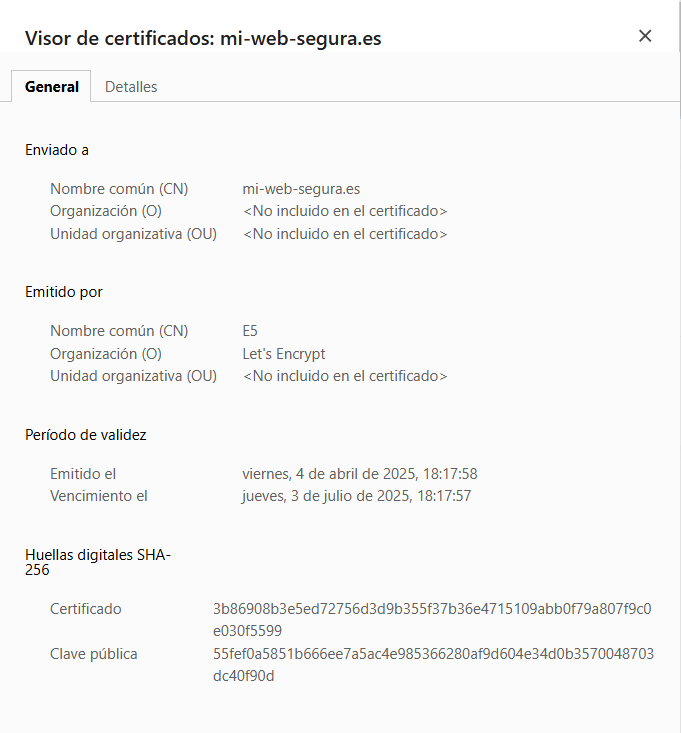 Visor de certificados: mi-web-segura.es
General Detalles
Enviado a
Nombre común (CN) mi-web-segura.es
Organización (O) <No incluido en el certificado>
Unidad organizativa (OU) <No incluido en el certificado>
Emitido por
Nombre común (CN) E5
Organización (O) Let's Encrypt
Unidad organizativa (OU) <No incluido en el certificado>
Período de validez
Emitido el viernes, 4 de abril de 2025, 18:17:58
Vencimiento el jueves, 3 de julio de 2025, 18:17:57
Huellas digitales SHA-
256
Certificado 3b86908b3e5ed72756d3d9b355f37b36e4715109abb0f79a807f9c0
e030f5599
Clave pública 55fef0a5851b666ee7a5ac4e985366280af9d604e34d0b3570048703
dc40f90d